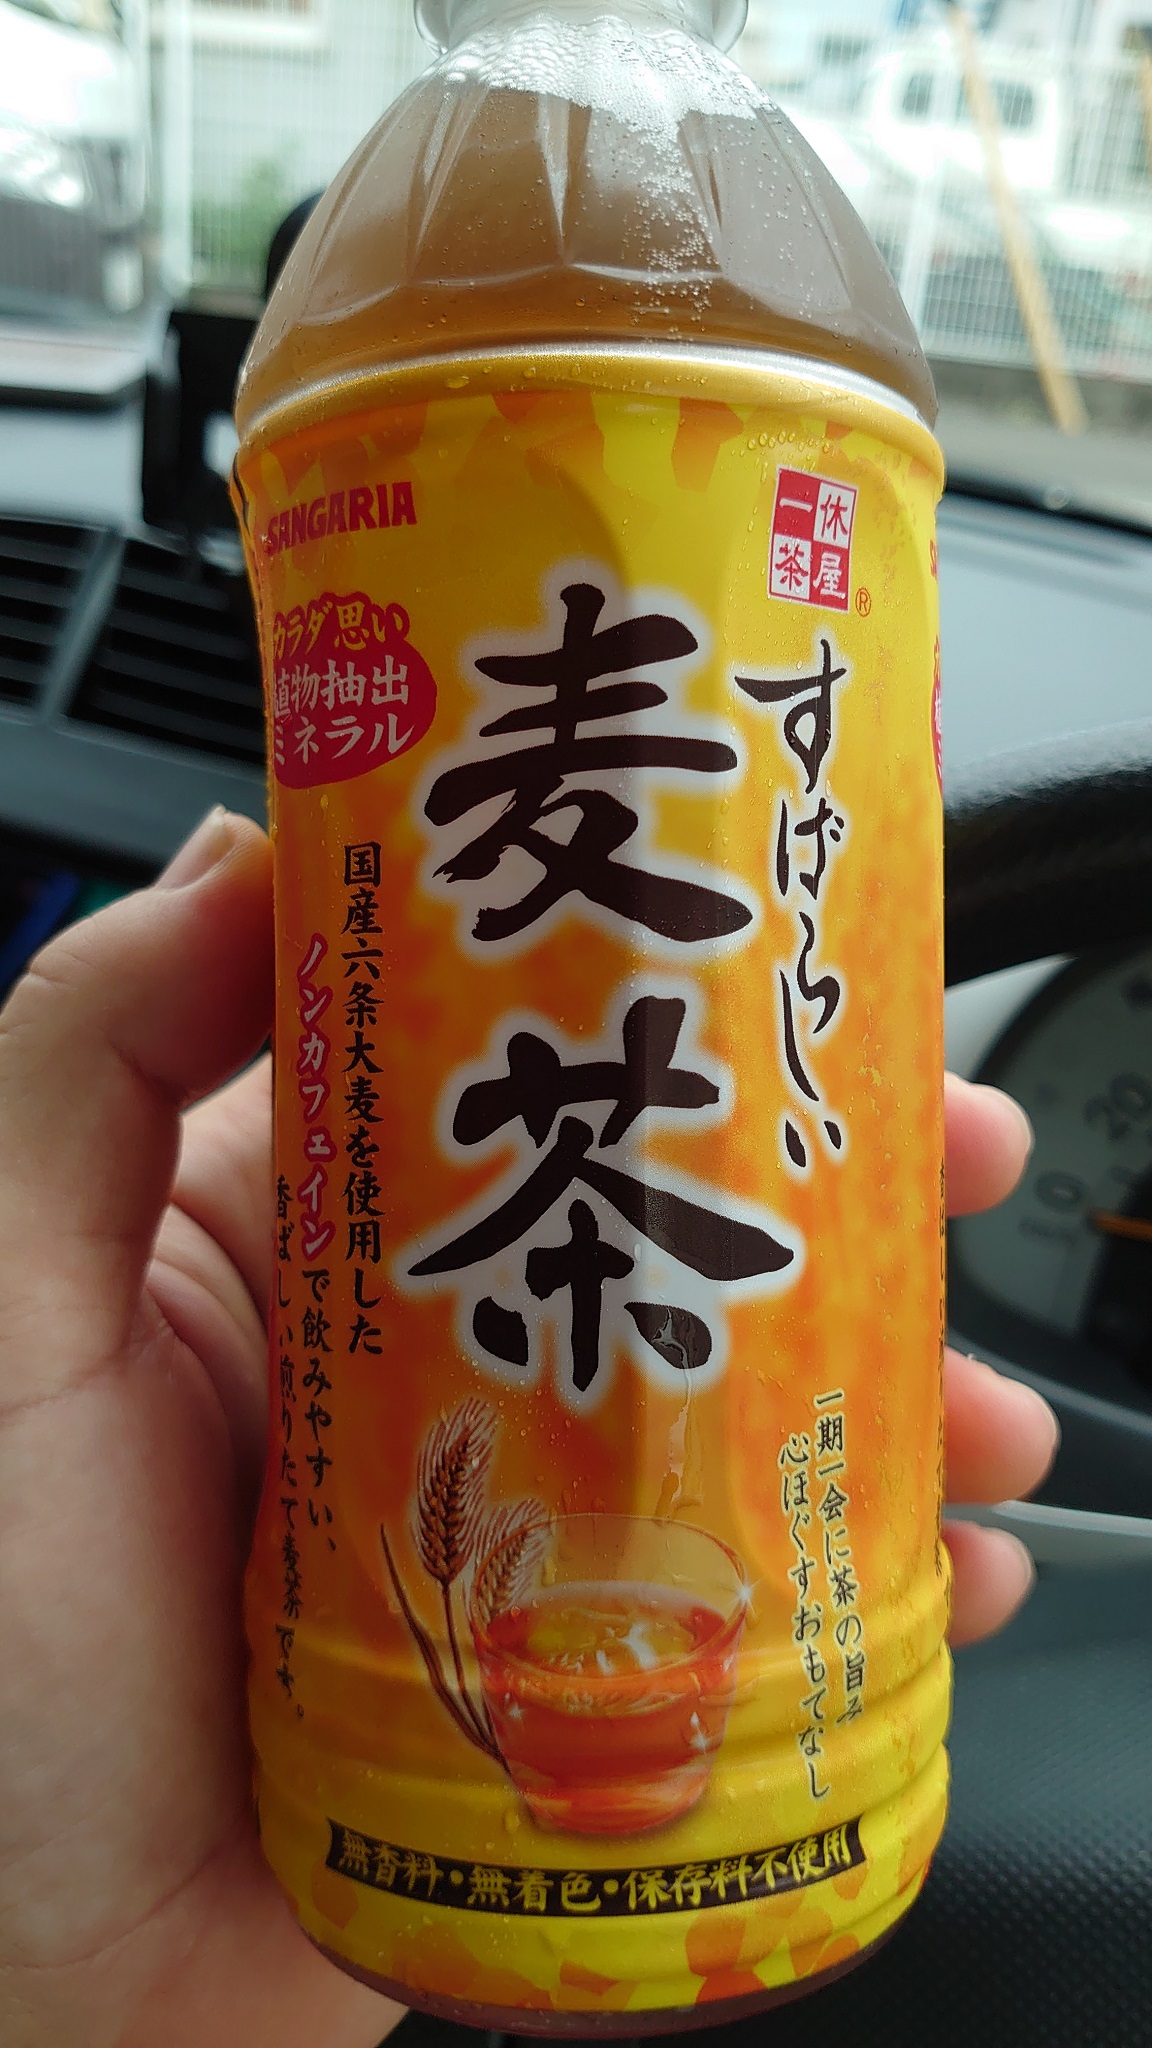 SANGARIA
一休茶屋
®
カラダ思い
植物抽出
ミネラル
すばらしい
麦茶
国産六条大麦を使用した
ノンカフェインで飲みやすい、
香ばしい煎りたて麦茶です。
一期一会に茶の旨み
心ほぐすおもてなし
無香料・無着色・保存料不使用
20
10